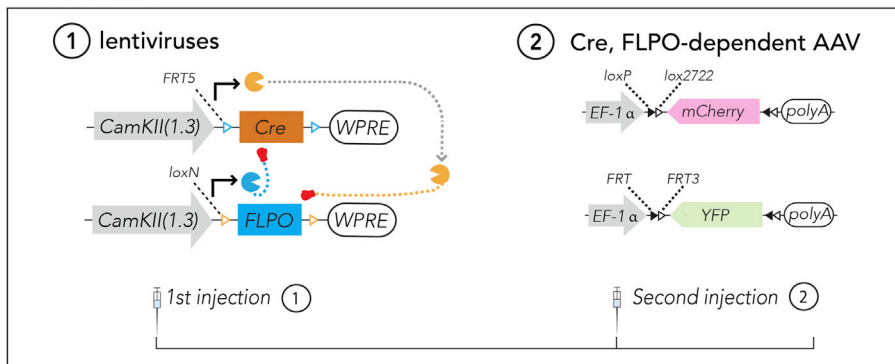 1 lentiviruses
2 Cre, FLPO-dependent AAV
FRT5
CamKII(1.3) Cre WPRE
loxN
CamKII(1.3) FLPO WPRE
loxP lox2722
EF-1 α mCherry polyA
FRT FRT3
EF-1 α YFP polyA
1st injection 1
Second injection 2